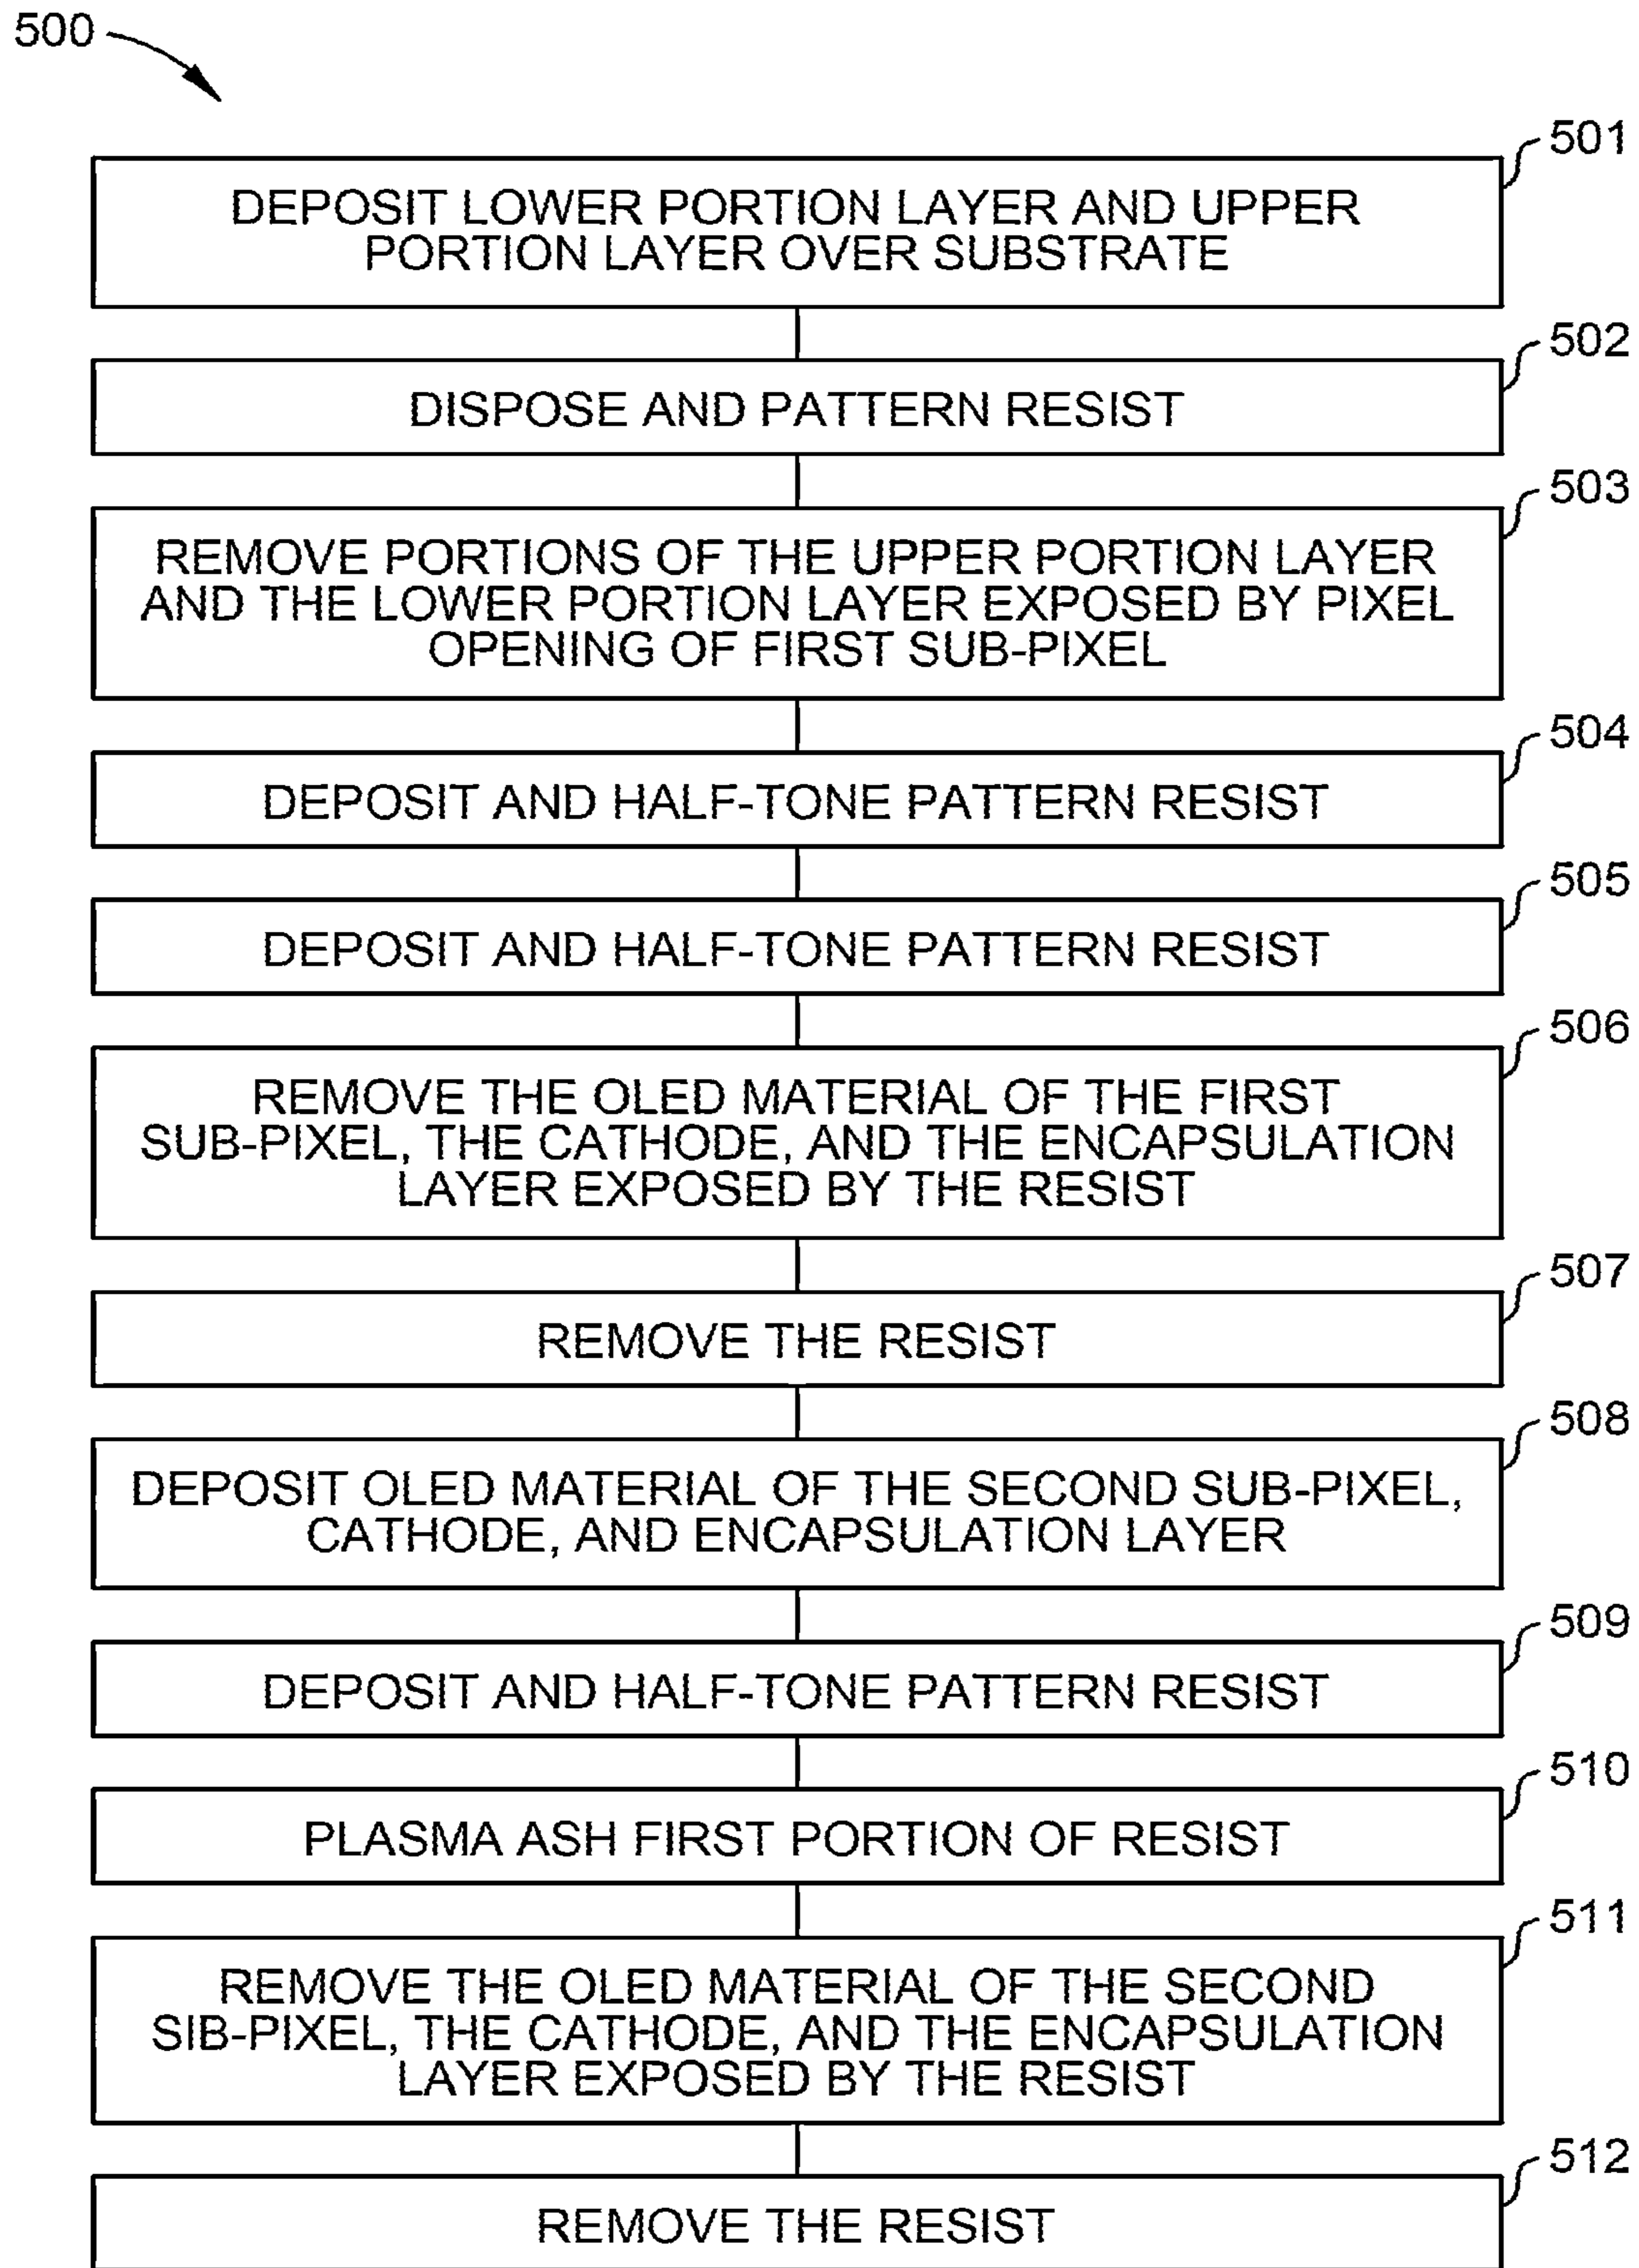 500
501
DEPOSIT LOWER PORTION LAYER AND UPPER
PORTION LAYER OVER SUBSTRATE
502
DISPOSE AND PATTERN RESIST
503
REMOVE PORTIONS OF THE UPPER PORTION LAYER
AND THE LOWER PORTION LAYER EXPOSED BY PIXEL
OPENING OF FIRST SUB-PIXEL
504
DEPOSIT AND HALF-TONE PATTERN RESIST
505
DEPOSIT AND HALF-TONE PATTERN RESIST
506
REMOVE THE OLED MATERIAL OF THE FIRST
SUB-PIXEL, THE CATHODE, AND THE ENCAPSULATION
LAYER EXPOSED BY THE RESIST
507
REMOVE THE RESIST
508
DEPOSIT OLED MATERIAL OF THE SECOND SUB-PIXEL,
CATHODE, AND ENCAPSULATION LAYER
509
DEPOSIT AND HALF-TONE PATTERN RESIST
510
PLASMA ASH FIRST PORTION OF RESIST
511
REMOVE THE OLED MATERIAL OF THE SECOND
SIB-PIXEL, THE CATHODE, AND THE ENCAPSULATION
LAYER EXPOSED BY THE RESIST
512
REMOVE THE RESIST